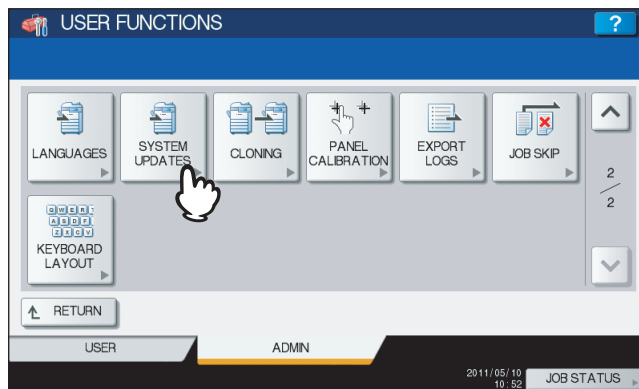 USER FUNCTIONS
?
LANGUAGES
SYSTEM
UPDATES
CLONING
PANEL
CALIBRATION
EXPORT
LOGS
JOB SKIP
2
2
Q W E R T
A S D F
Z X C V
KEYBOARD
LAYOUT
RETURN
USER
ADMIN
2011/05/10
10:52
JOB STATUS